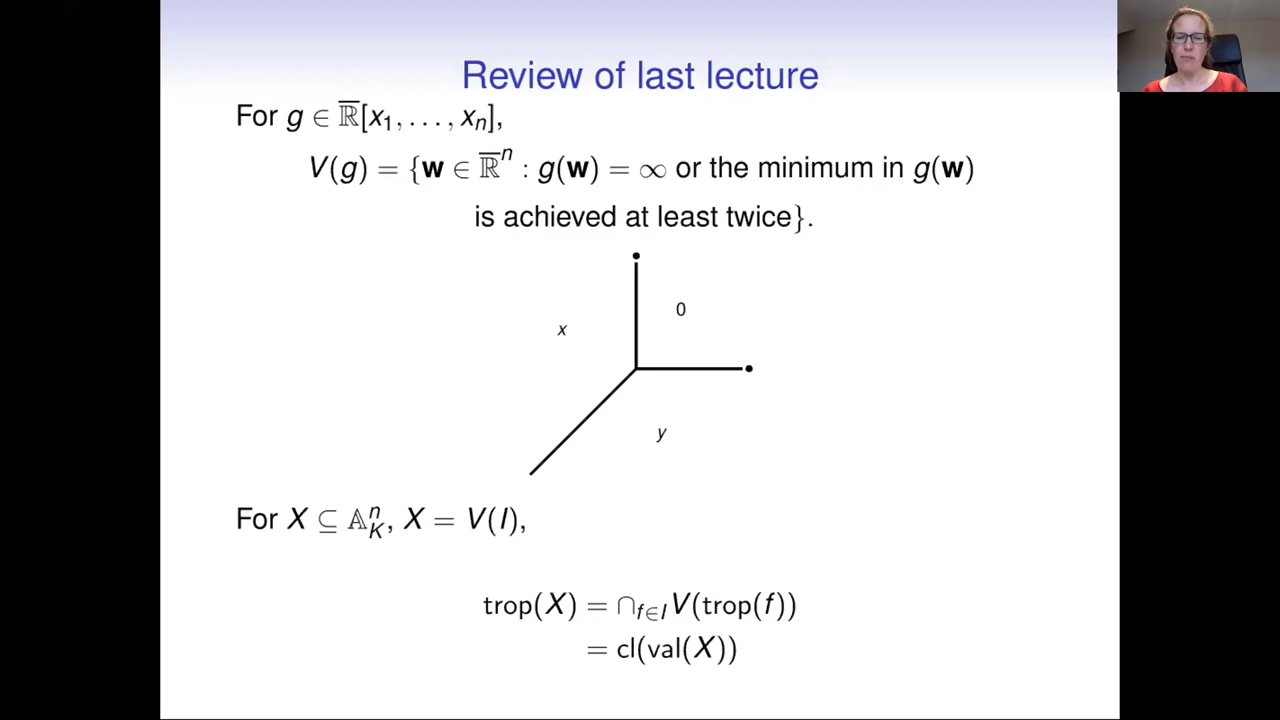 Review of last lecture
For g ∈ ℝ̅[x₁, . . . , xₙ],
V(g) = {𝐰 ∈ ℝ̅ⁿ : g(𝐰) = ∞ or the minimum in g(𝐰)
is achieved at least twice}.
x
0
y
For X ⊆ 𝔸ⁿ_K, X = V(I),
trop(X) = ∩_{f∈I} V(trop(f))
= cl(val(X))